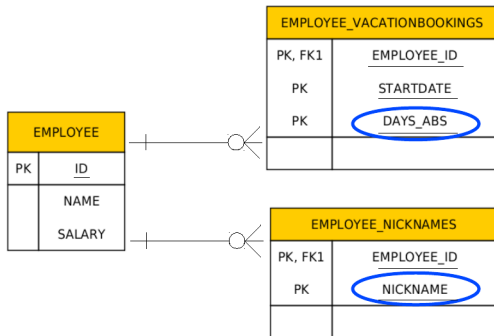 EMPLOYEE_VACATIONBOOKINGS
PK, FK1 EMPLOYEE_ID
PK STARTDATE
PK DAYS_ABS
EMPLOYEE
PK ID
NAME
SALARY
EMPLOYEE_NICKNAMES
PK, FK1 EMPLOYEE_ID
PK NICKNAME